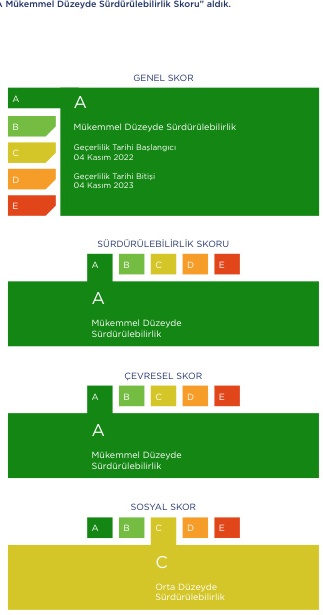 A Mükemmel Düzeyde Sürdürülebilirlik Skoru” aldık.
GENEL SKOR
A
B
C
D
E
A
Mükemmel Düzeyde Sürdürülebilirlik
Geçerlilik Tarihi Başlangıcı
04 Kasım 2022
Geçerlilik Tarihi Bitişi
04 Kasım 2023
SÜRDÜRÜLEBİLİRLİK SKORU
A B C D E
A
Mükemmel Düzeyde
Sürdürülebilirlik
ÇEVRESEL SKOR
A B C D E
A
Mükemmel Düzeyde
Sürdürülebilirlik
SOSYAL SKOR
A B C D E
C
Orta Düzeyde
Sürdürülebilirlik